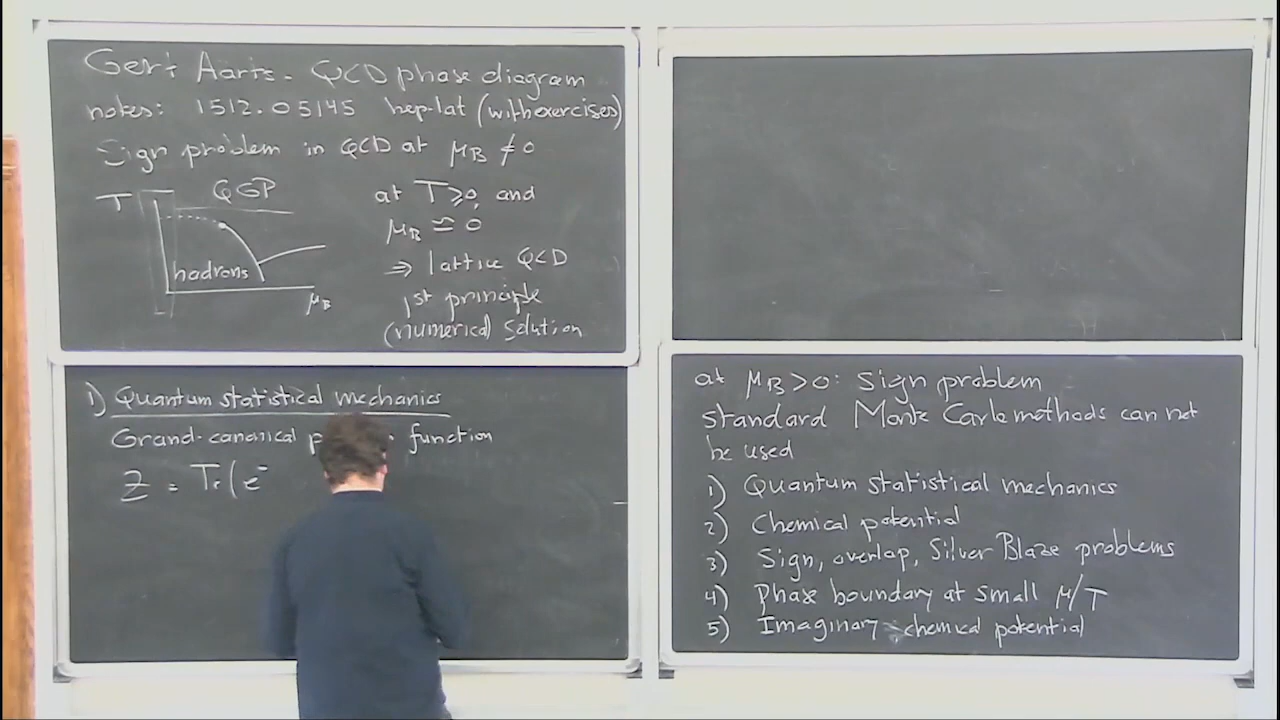 Gert Aarts - QCD phase diagram
notes: 1512.05145 hep-lat (with exercises)
Sign problem in QCD at μB ≠ 0
T
QGP
hadrons
μB
at T≥0, and
μB ≃ 0
⇒ lattice QCD
1st principle
(numerical) solution
1) Quantum statistical mechanics
Grand-canonical function
Z = Tr(e-
at μB>0: sign problem
standard Monte Carlo methods can not
be used
1) Quantum statistical mechanics
2) Chemical potential
3) Sign, overlap, Silver Blaze problems
4) Phase boundary at small μ/T
5) Imaginary chemical potential